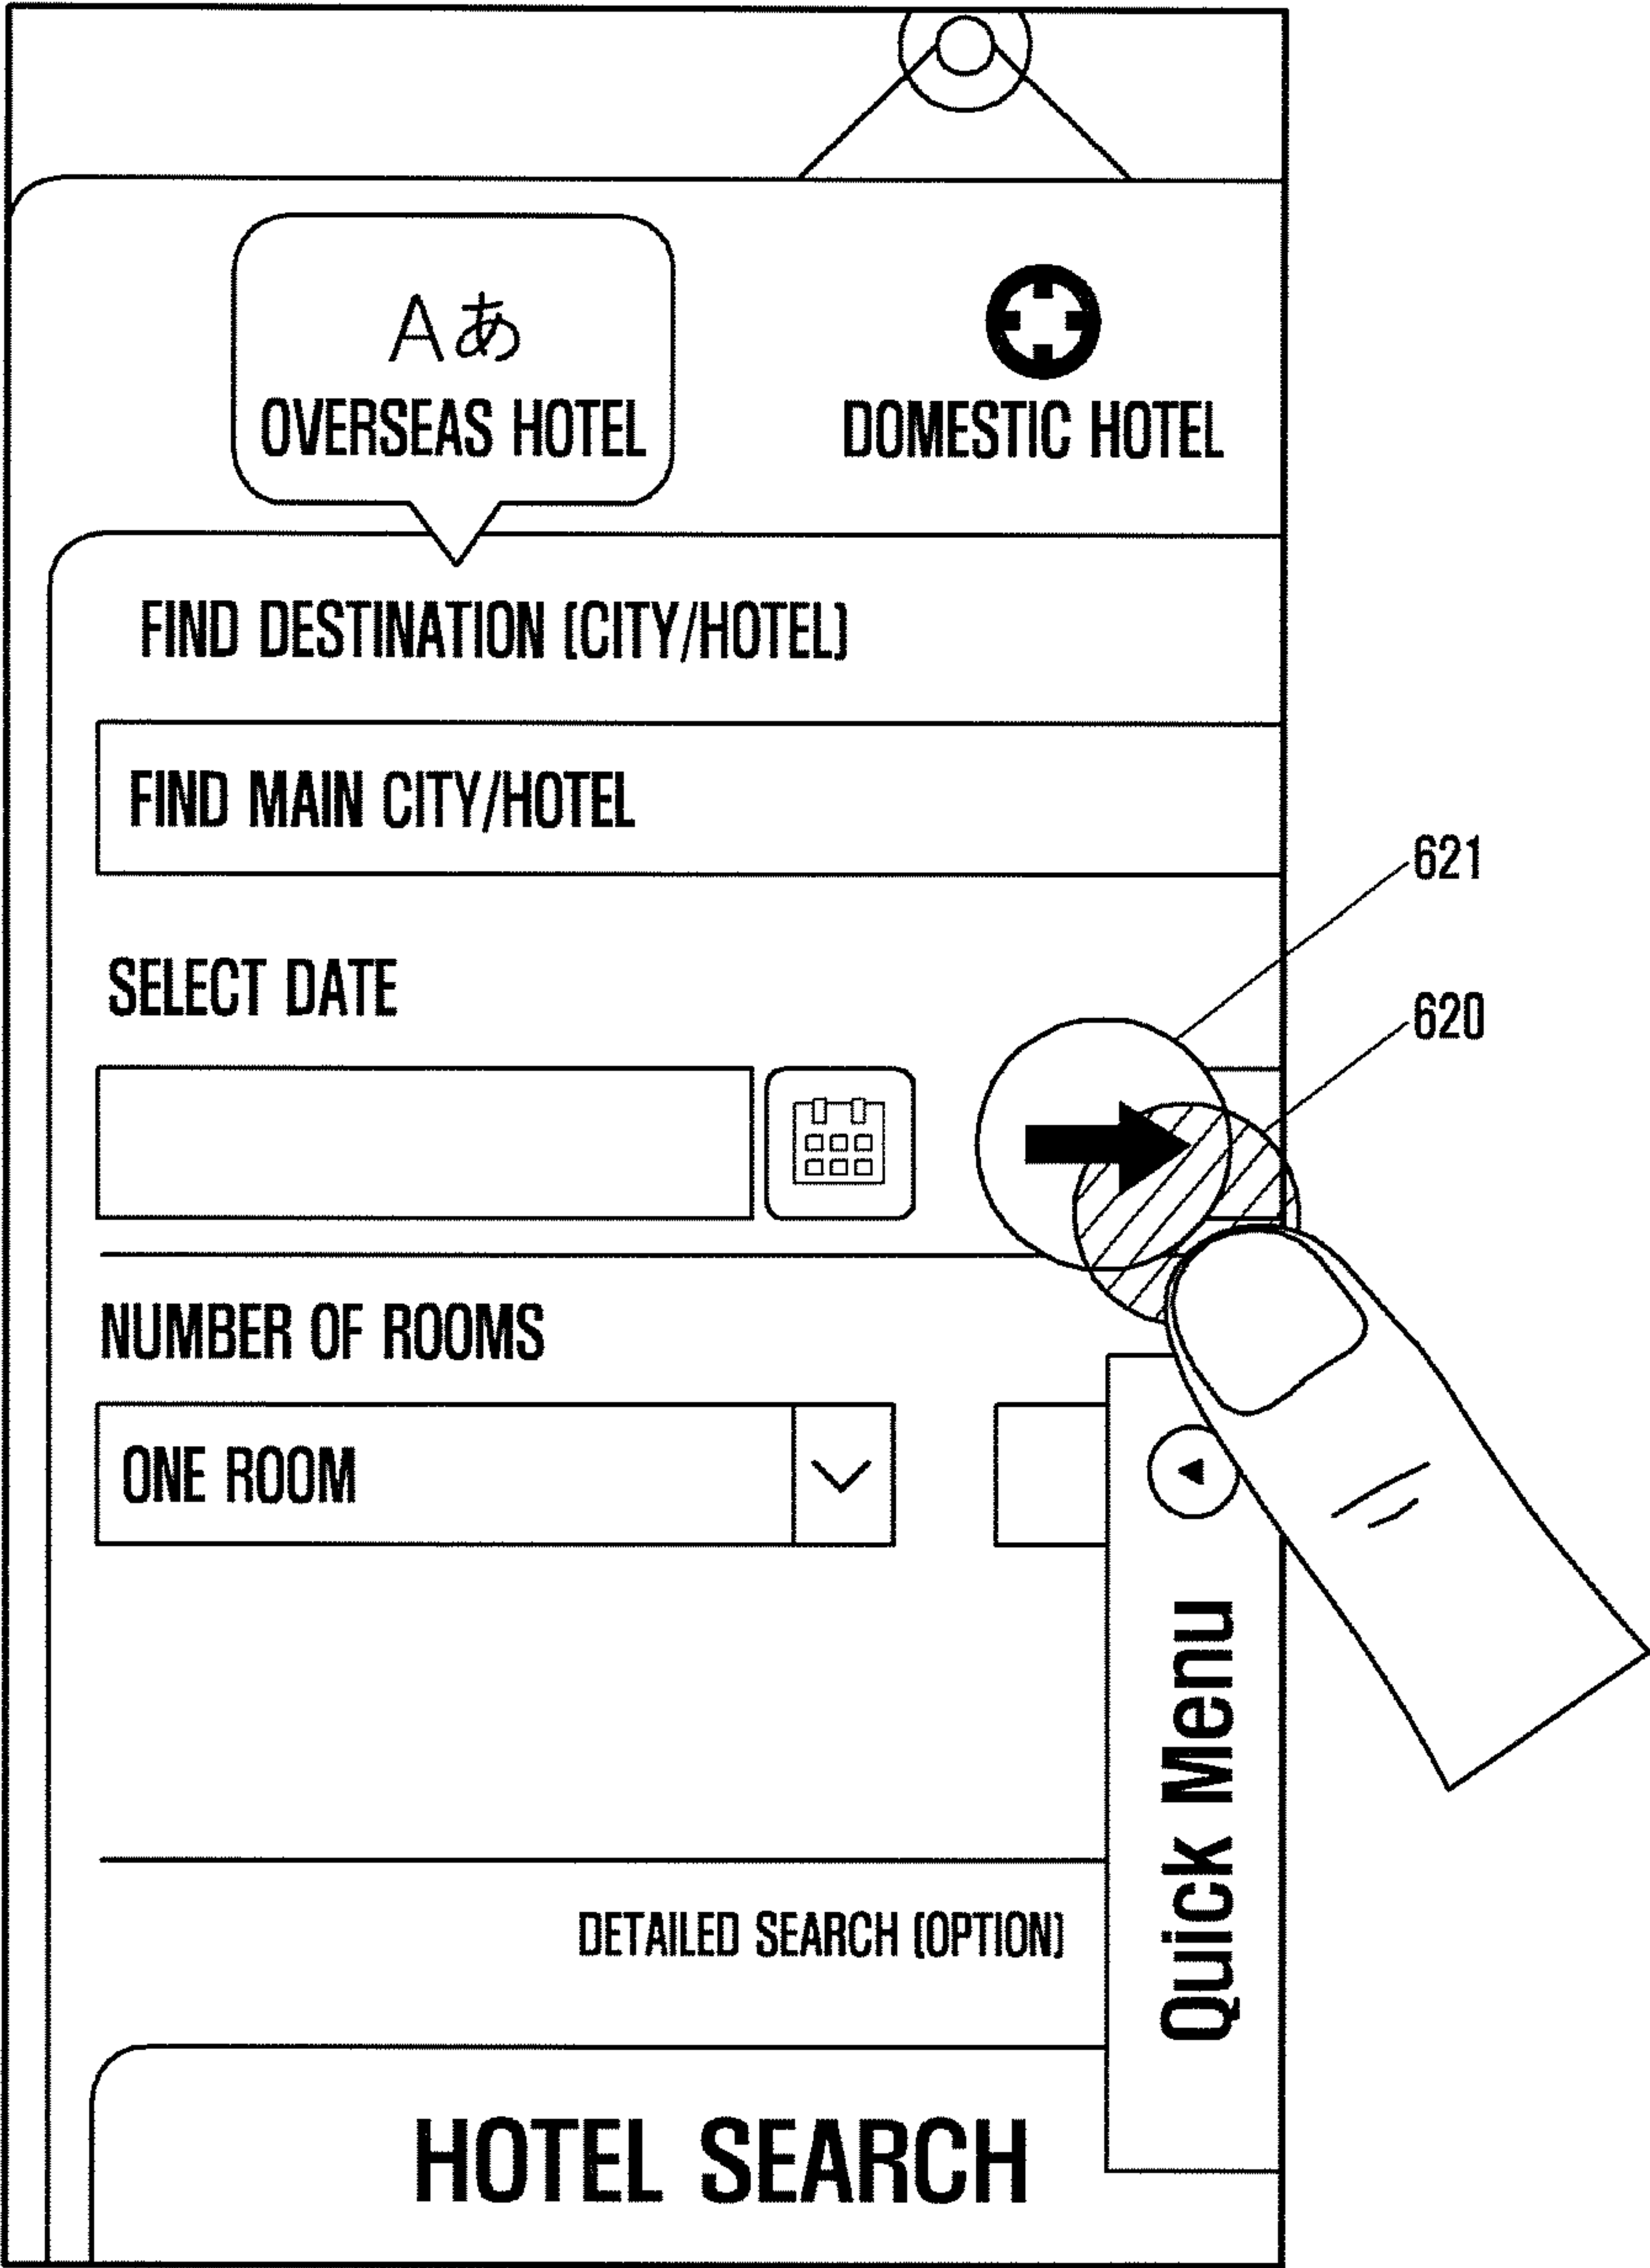 Aあ
OVERSEAS HOTEL
DOMESTIC HOTEL
FIND DESTINATION (CITY/HOTEL)
FIND MAIN CITY/HOTEL
621
SELECT DATE
620
NUMBER OF ROOMS
ONE ROOM
Quick Menu
DETAILED SEARCH (OPTION)
HOTEL SEARCH